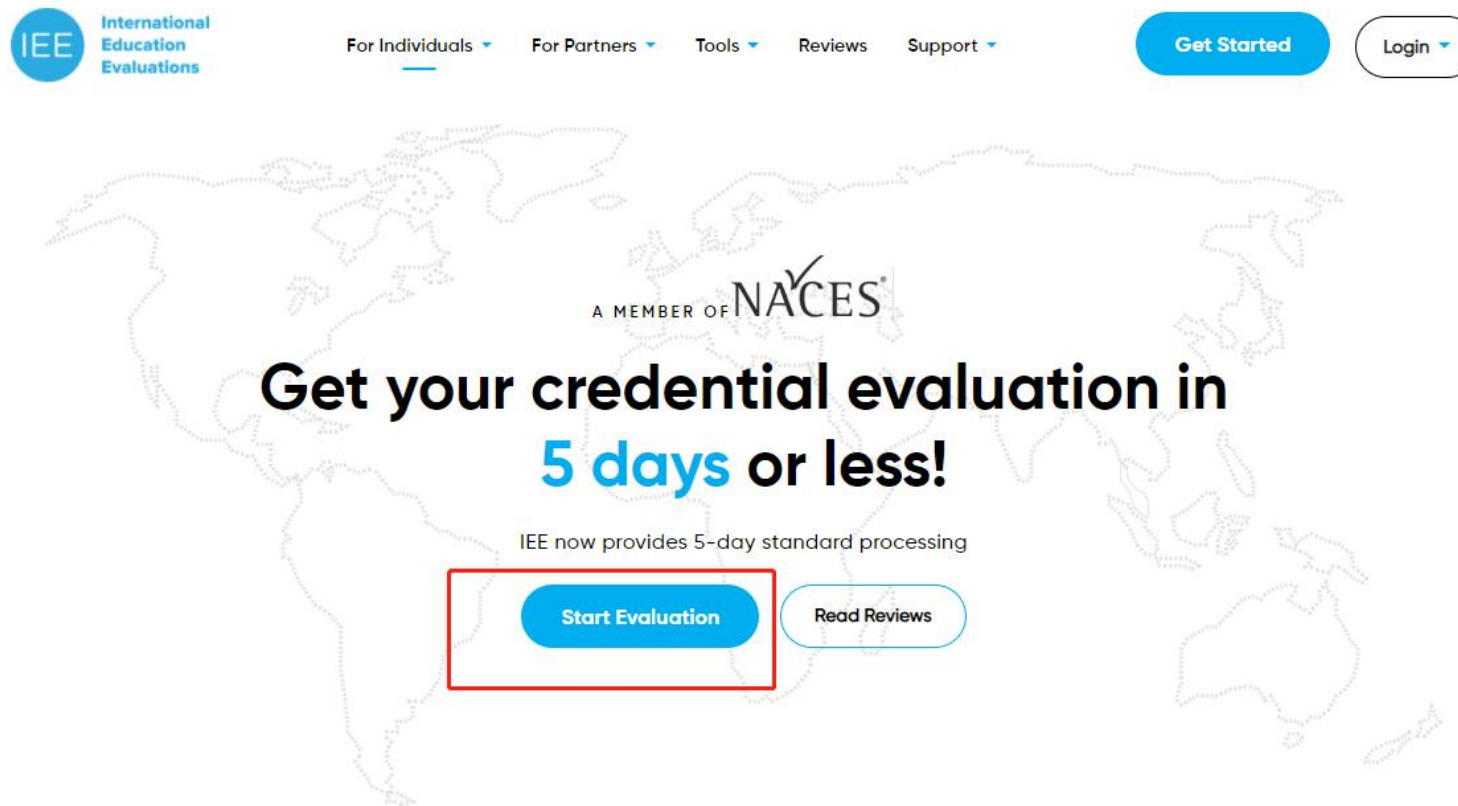 IEE
International
Education
Evaluations
For Individuals
For Partners
Tools
Reviews
Support
Get Started
Login
A MEMBER OF NACES®
Get your credential evaluation in
5 days or less!
IEE now provides 5-day standard processing
Start Evaluation
Read Reviews